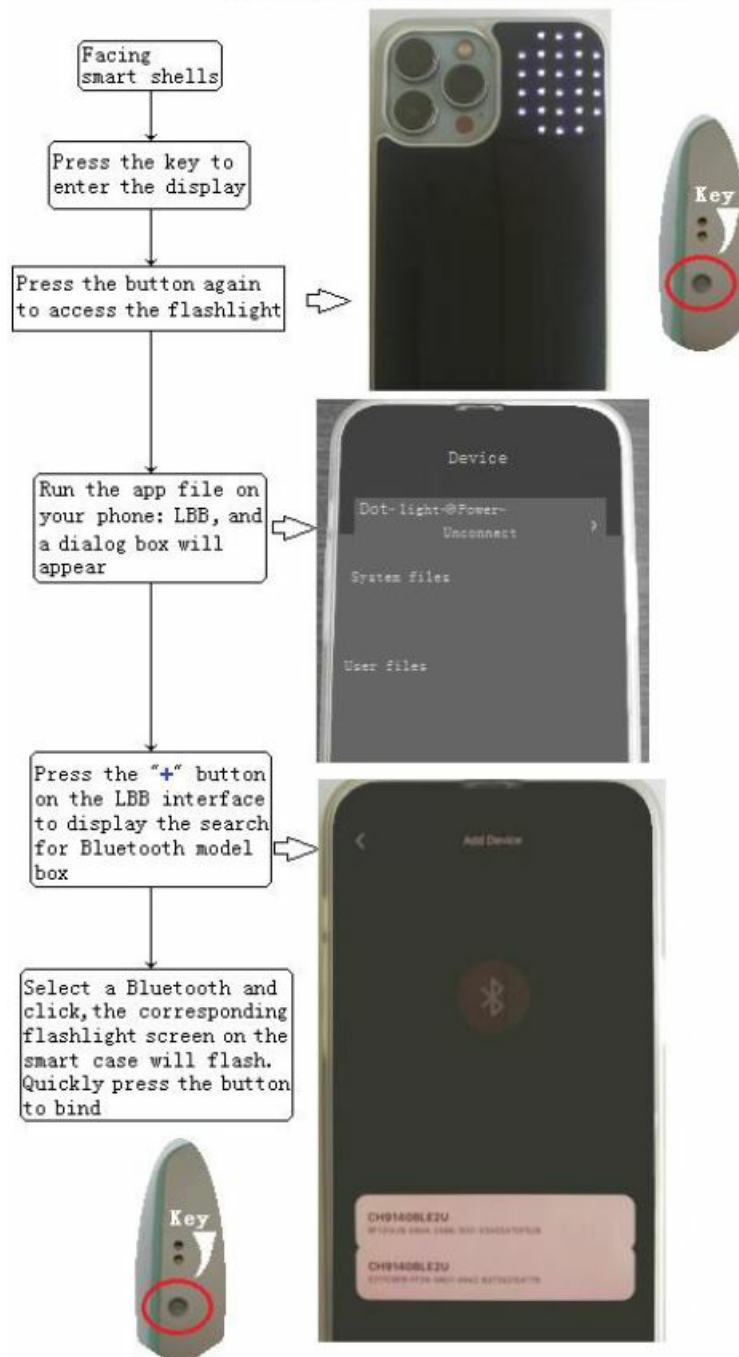 Facing
smart shells
Press the key to
enter the display
Key
Press the button again
to access the flashlight
Run the app file on
your phone: LBB, and
a dialog box will
appear
Device
Dot-light-@Power-
Unconnect
System files
User files
Press the "+" button
on the LBB interface
to display the search
for Bluetooth model
box
Add Device
Select a Bluetooth and
click, the corresponding
flashlight screen on the
smart case will flash.
Quickly press the button
to bind
Key
CH9140BLE2U
CH9140BLE2U